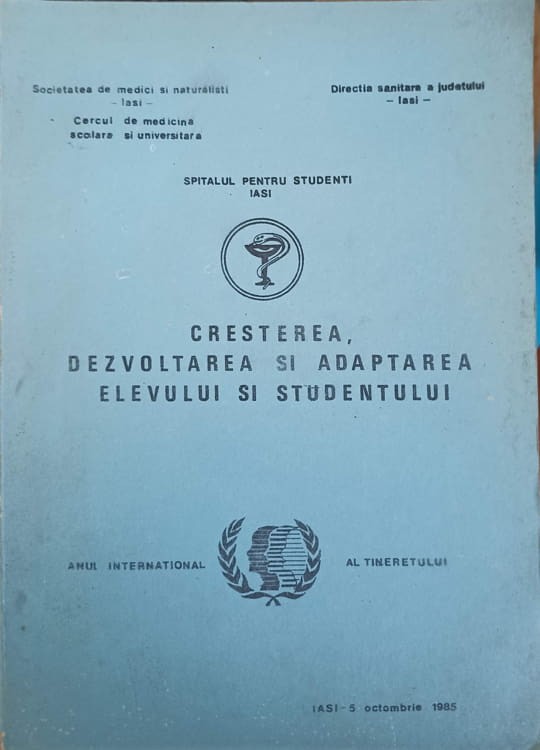 Societatea de medici si naturalisti
- Iasi -
Cercul de medicina
scolara si universitara
Directia sanitara a judetului
- Iasi -
SPITALUL PENTRU STUDENTI
IASI
CRESTEREA,
DEZVOLTAREA SI ADAPTAREA
ELEVULUI SI STUDENTULUI
ANUL INTERNATIONAL AL TINERETULUI
IASI - 5 octombrie 1985